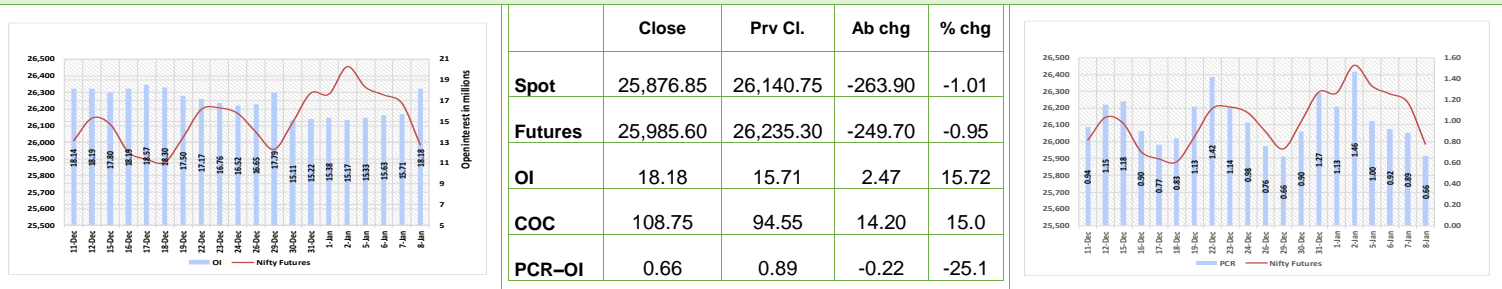 26,500
26,400
26,300
26,200
26,100
26,000
25,900
25,800
25,700
25,600
25,500
21
19
17
15
13
11
9
7
5
Open interest in millions
18.14
18.19
17.80
18.19
18.57
18.30
17.50
17.17
16.76
16.52
16.65
17.79
15.11
15.22
15.38
15.17
15.33
15.63
15.71
18.18
11-Dec
12-Dec
15-Dec
16-Dec
17-Dec
18-Dec
19-Dec
22-Dec
23-Dec
24-Dec
26-Dec
29-Dec
30-Dec
31-Dec
1-Jan
2-Jan
5-Jan
6-Jan
7-Jan
8-Jan
OI Nifty Futures
Close Prv Cl. Ab chg % chg
Spot 25,876.85 26,140.75 -263.90 -1.01
Futures 25,985.60 26,235.30 -249.70 -0.95
OI 18.18 15.71 2.47 15.72
COC 108.75 94.55 14.20 15.0
PCR–OI 0.66 0.89 -0.22 -25.1
26,500
26,400
26,300
26,200
26,100
26,000
25,900
25,800
25,700
25,600
25,500
1.60
1.40
1.20
1.00
0.80
0.60
0.40
0.20
0.00
0.94
1.15
1.18
0.90
0.77
0.83
1.13
1.42
1.14
0.98
0.76
0.66
0.90
1.27
1.13
1.46
1.00
0.92
0.89
0.66
11-Dec
12-Dec
15-Dec
16-Dec
17-Dec
18-Dec
19-Dec
22-Dec
23-Dec
24-Dec
26-Dec
29-Dec
30-Dec
31-Dec
1-Jan
2-Jan
5-Jan
6-Jan
7-Jan
8-Jan
PCR Nifty Futures